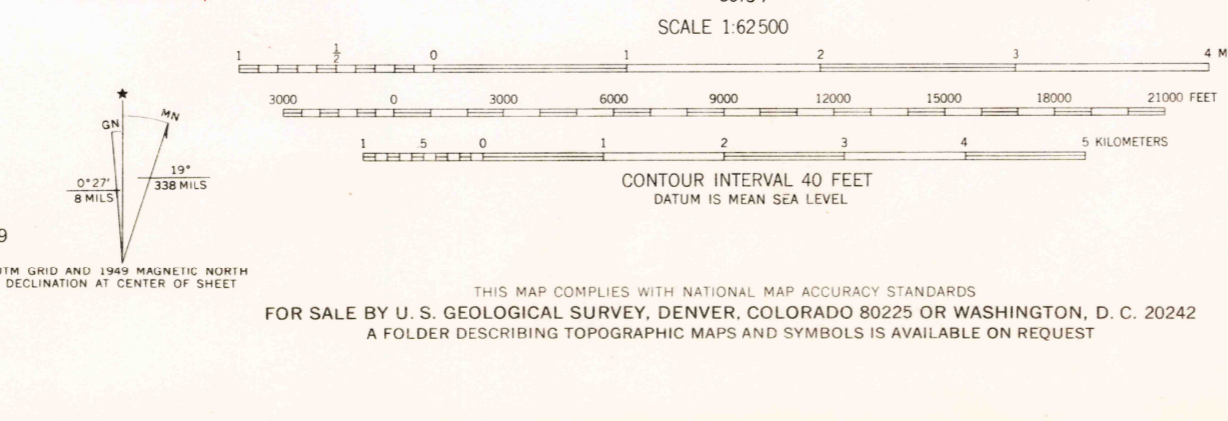 SCALE 1:62500
1 1/2 0 1 2 3 4 M
3000 0 3000 6000 9000 12000 15000 18000 21000 FEET
1 .5 0 1 2 3 4 5 KILOMETERS
CONTOUR INTERVAL 40 FEET
DATUM IS MEAN SEA LEVEL
★
GN MN
0°27'
8 MILS
19°
338 MILS
9
UTM GRID AND 1949 MAGNETIC NORTH
DECLINATION AT CENTER OF SHEET
THIS MAP COMPLIES WITH NATIONAL MAP ACCURACY STANDARDS
FOR SALE BY U. S. GEOLOGICAL SURVEY, DENVER, COLORADO 80225 OR WASHINGTON, D. C. 20242
A FOLDER DESCRIBING TOPOGRAPHIC MAPS AND SYMBOLS IS AVAILABLE ON REQUEST